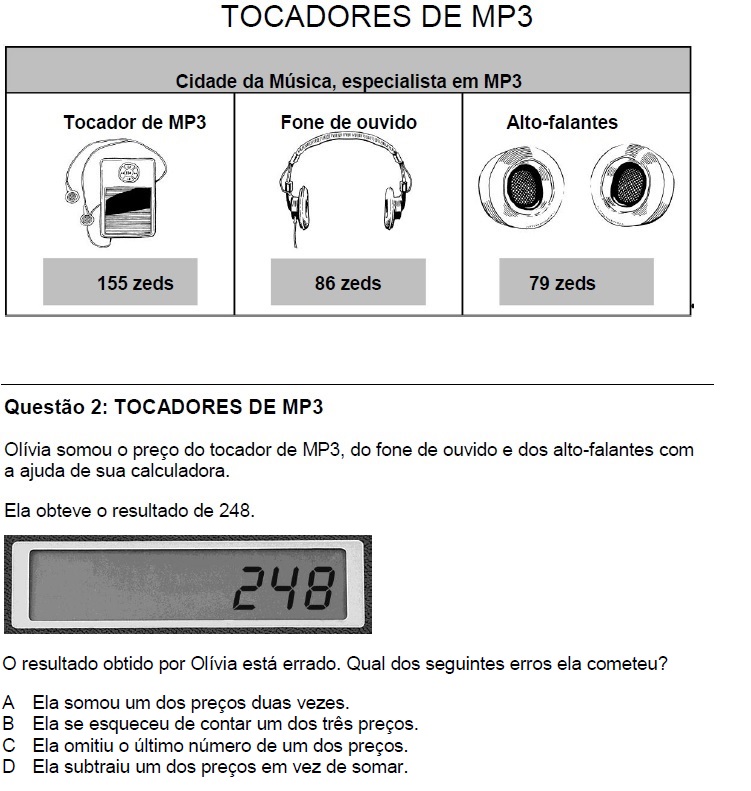 TOCADORES DE MP3
Cidade da Música, especialista em MP3
Tocador de MP3
Fone de ouvido
Alto-falantes
155 zeds
86 zeds
79 zeds
Questão 2: TOCADORES DE MP3
Olívia somou o preço do tocador de MP3, do fone de ouvido e dos alto-falantes com
a ajuda de sua calculadora.
Ela obteve o resultado de 248.
248
O resultado obtido por Olívia está errado. Qual dos seguintes erros ela cometeu?
A Ela somou um dos preços duas vezes.
B Ela se esqueceu de contar um dos três preços.
C Ela omitiu o último número de um dos preços.
D Ela subtraiu um dos preços em vez de somar.